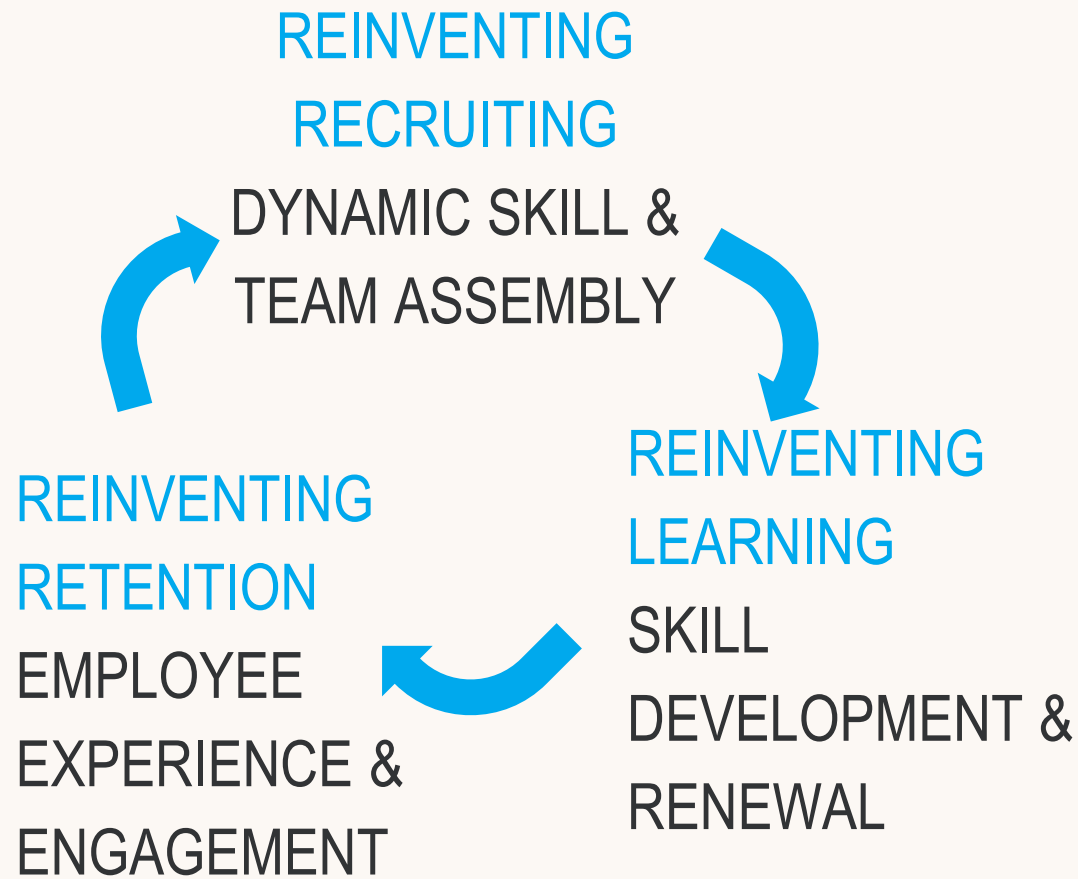 REINVENTING
RECRUITING
DYNAMIC SKILL &
TEAM ASSEMBLY
REINVENTING
LEARNING
SKILL
DEVELOPMENT &
RENEWAL
REINVENTING
RETENTION
EMPLOYEE
EXPERIENCE &
ENGAGEMENT